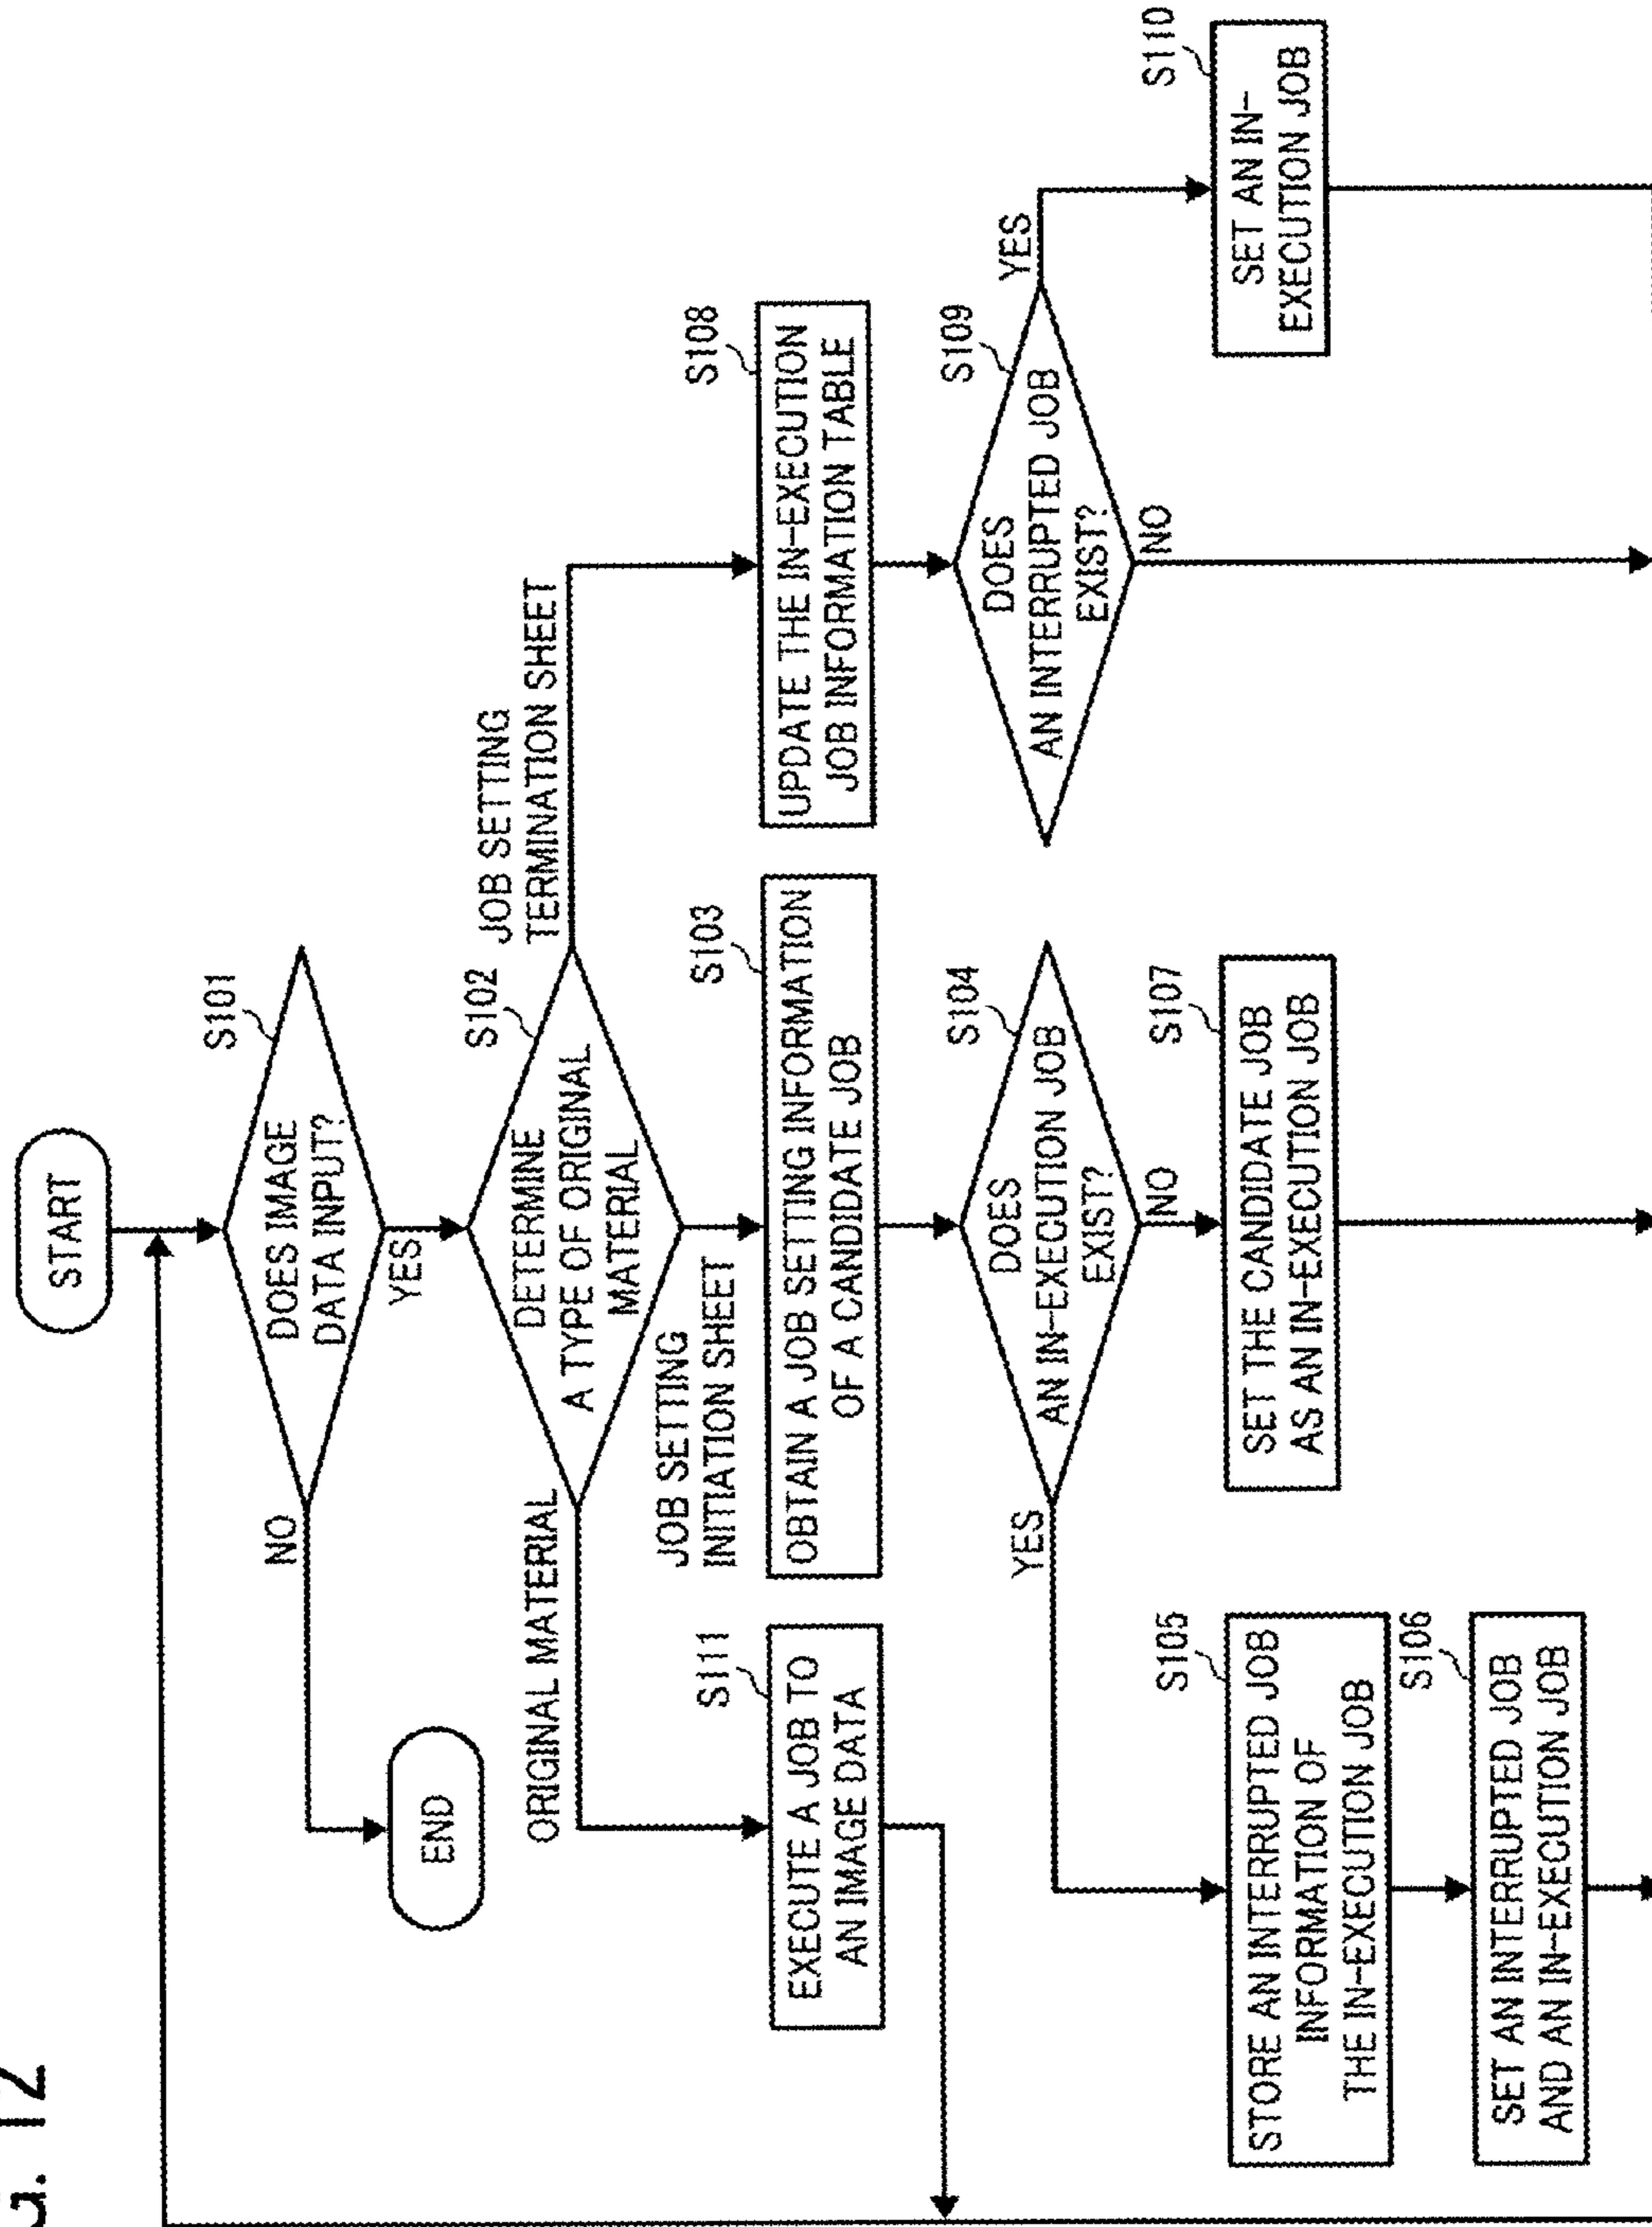 G. 12
START
S101
DOES IMAGE
DATA INPUT?
NO
YES
END
S102
DETERMINE
A TYPE OF ORIGINAL
MATERIAL
ORIGINAL MATERIAL
JOB SETTING
INITIATION SHEET
JOB SETTING
TERMINATION SHEET
S111
EXECUTE A JOB TO
AN IMAGE DATA
S103
OBTAIN A JOB SETTING INFORMATION
OF A CANDIDATE JOB
S108
UPDATE THE IN-EXECUTION
JOB INFORMATION TABLE
S104
DOES
AN IN-EXECUTION JOB
EXIST?
YES
NO
S109
DOES
AN INTERRUPTED JOB
EXIST?
YES
NO
S105
STORE AN INTERRUPTED JOB
INFORMATION OF
THE IN-EXECUTION JOB
S107
SET THE CANDIDATE JOB
AS AN IN-EXECUTION JOB
S110
SET AN IN-
EXECUTION JOB
S106
SET AN INTERRUPTED JOB
AND AN IN-EXECUTION JOB